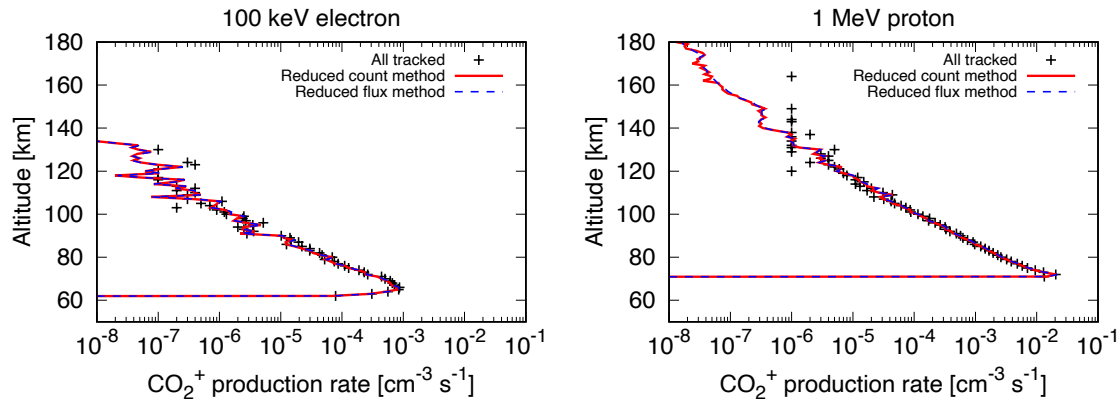 100 keV electron
180
160
140
120
100
80
60
Altitude [km]
All tracked
Reduced count method
Reduced flux method
10⁻⁸ 10⁻⁷ 10⁻⁶ 10⁻⁵ 10⁻⁴ 10⁻³ 10⁻² 10⁻¹
CO₂⁺ production rate [cm⁻³ s⁻¹]
1 MeV proton
180
160
140
120
100
80
60
Altitude [km]
All tracked
Reduced count method
Reduced flux method
10⁻⁸ 10⁻⁷ 10⁻⁶ 10⁻⁵ 10⁻⁴ 10⁻³ 10⁻² 10⁻¹
CO₂⁺ production rate [cm⁻³ s⁻¹]